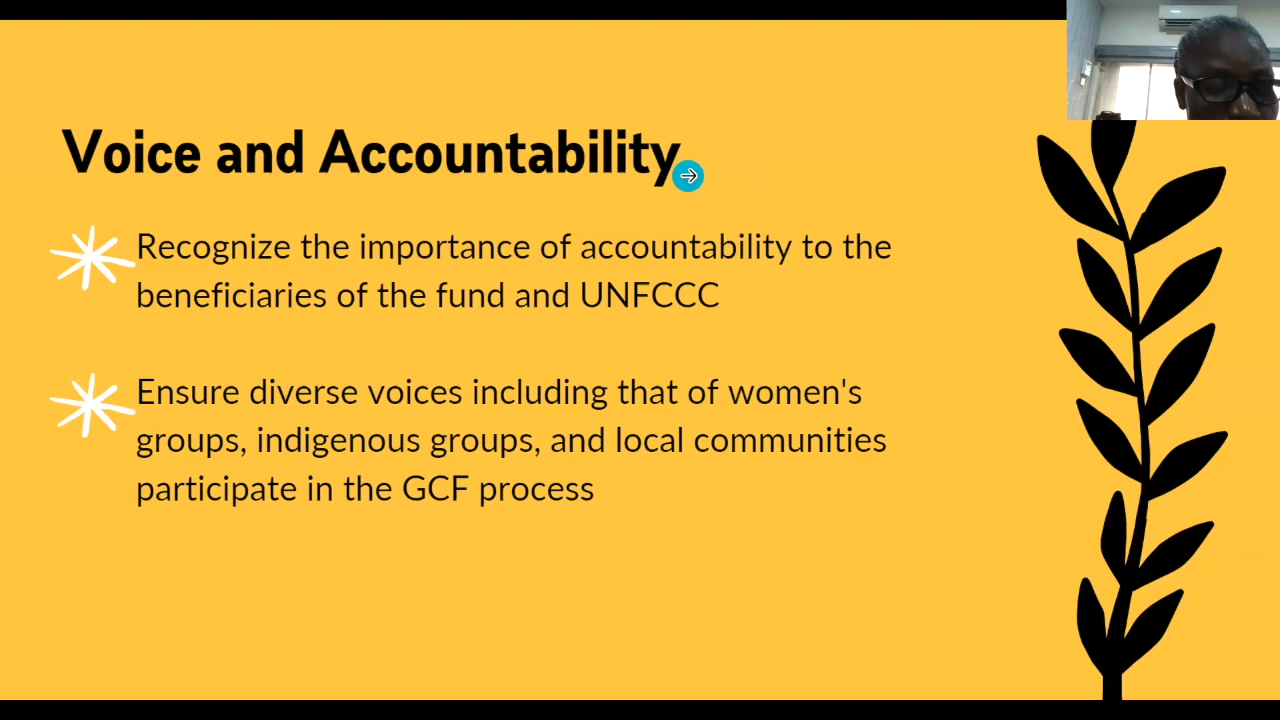 Voice and Accountability
Recognize the importance of accountability to the
beneficiaries of the fund and UNFCCC
Ensure diverse voices including that of women's
groups, indigenous groups, and local communities
participate in the GCF process